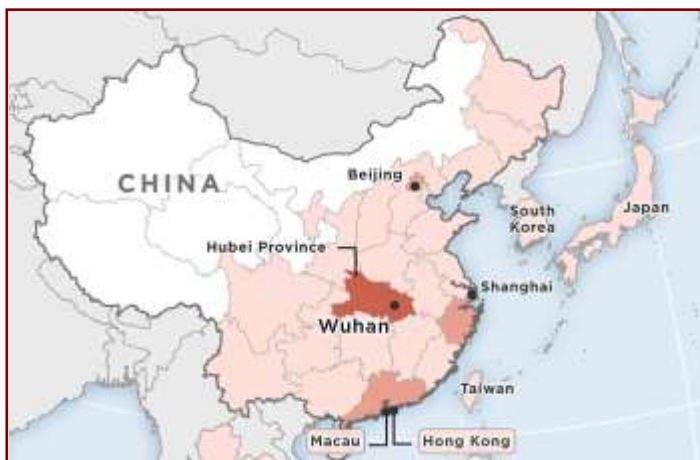 Beijing
CHINA
South
Korea
Japan
Hubei Province
Shanghai
Wuhan
Taiwan
Macau
Hong Kong